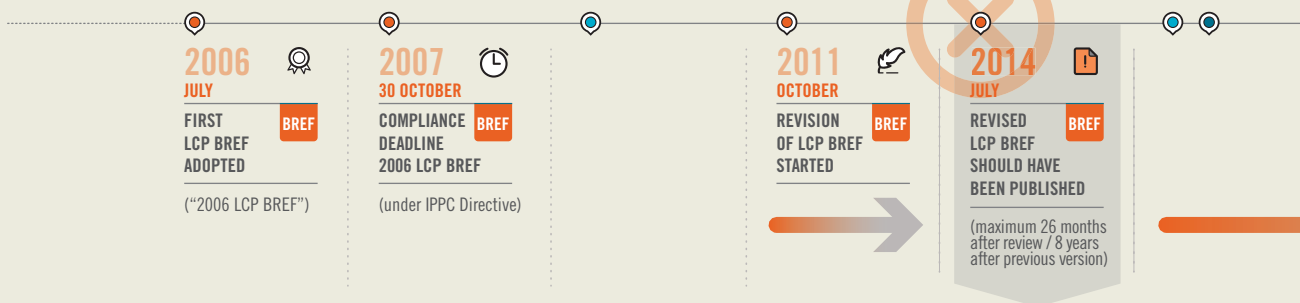 2006
JULY
FIRST
LCP BREF
ADOPTED
BREF
(“2006 LCP BREF”)
2007
30 OCTOBER
COMPLIANCE
DEADLINE
2006 LCP BREF
BREF
(under IPPC Directive)
2011
OCTOBER
REVISION
OF LCP BREF
STARTED
BREF
2014
JULY
REVISED
LCP BREF
SHOULD HAVE
BEEN PUBLISHED
BREF
!
(maximum 26 months
after review / 8 years
after previous version)